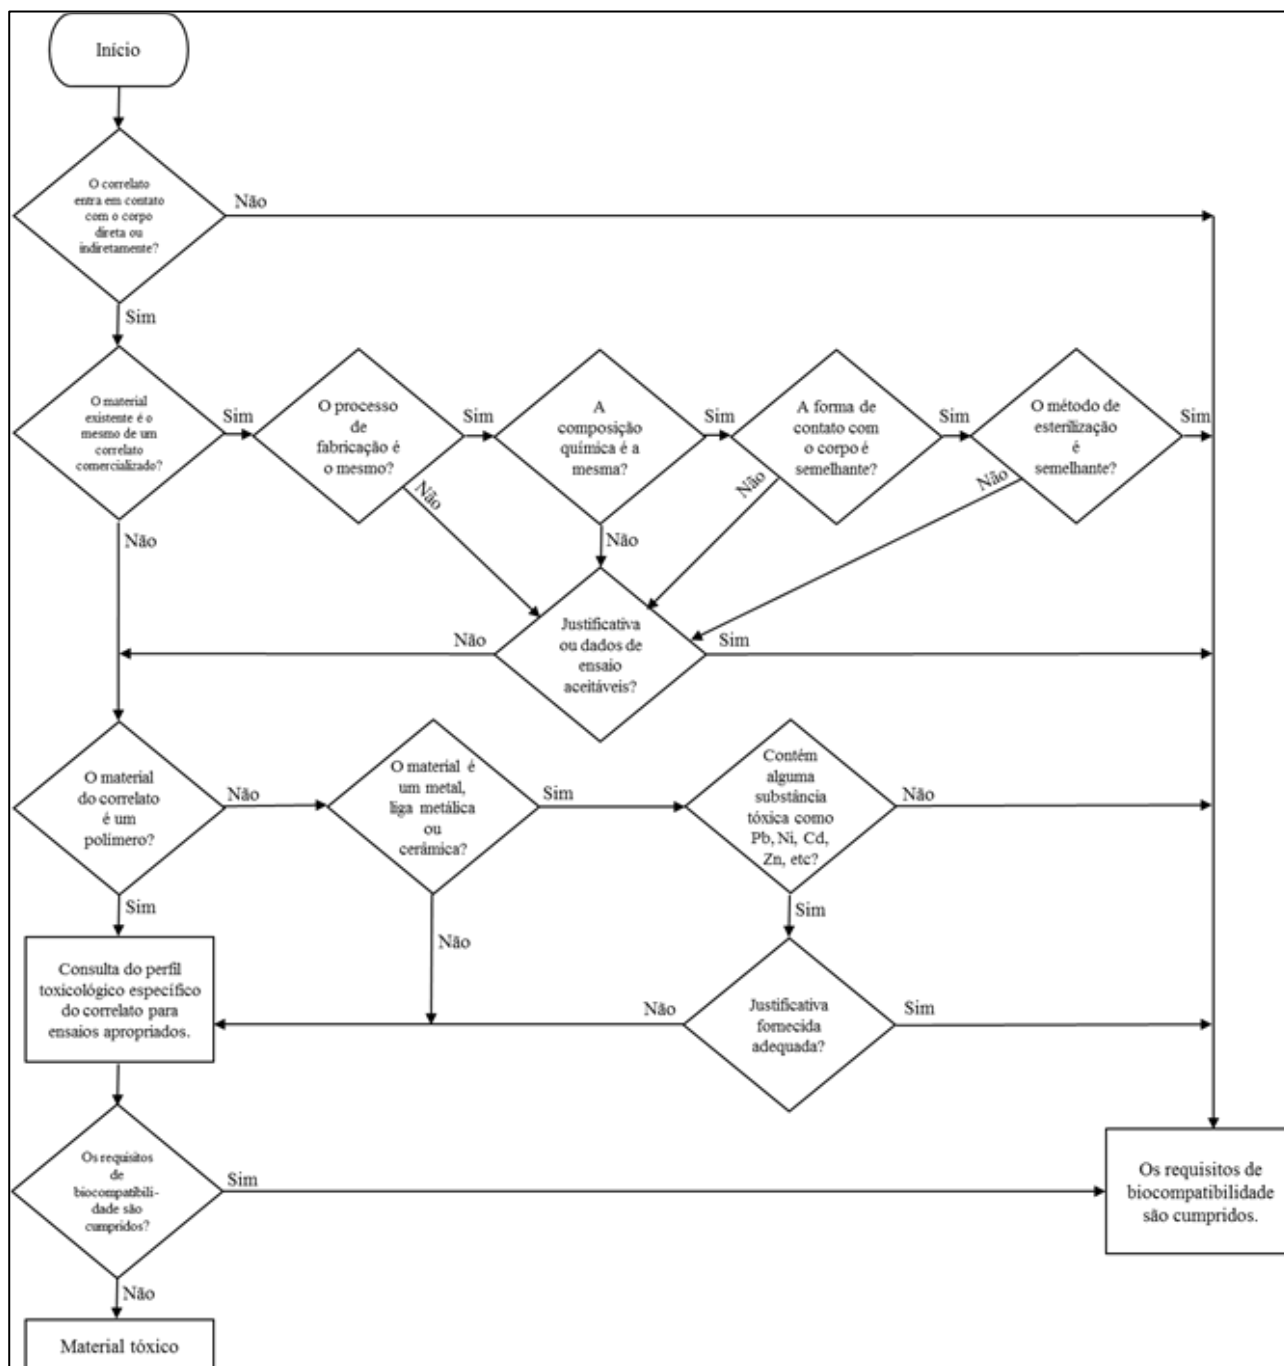 Início
O correlato
entra em contato
com o corpo
direta ou
indiretamente?
Não
Sim
O material
existente é o
mesmo de um
correlato
comercializado?
Sim
O processo
de
fabricação é
o mesmo?
Sim
A
composição
química é a
mesma?
Sim
A forma de
contato com
o corpo é
semelhante?
Sim
O método de
esterilização
é
semelhante?
Sim
Não
Não
Não
Não
Não
Justificativa
ou dados de
ensaio
aceitáveis?
Não
Sim
O material
do correlato
é um
polímero?
Não
O material é
um metal,
liga metálica
ou
cerâmica?
Sim
Contém
alguma
substância
tóxica como
Pb, Ni, Cd,
Zn, etc?
Não
Sim
Não
Sim
Consulta do perfil
toxicológico específico
do correlato para
ensaios apropriados.
Não
Justificativa
fornecida
adequada?
Sim
Os requisitos
de
biocompatibili-
dade são
cumpridos?
Sim
Os requisitos de
biocompatibilidade
são cumpridos.
Não
Material tóxico